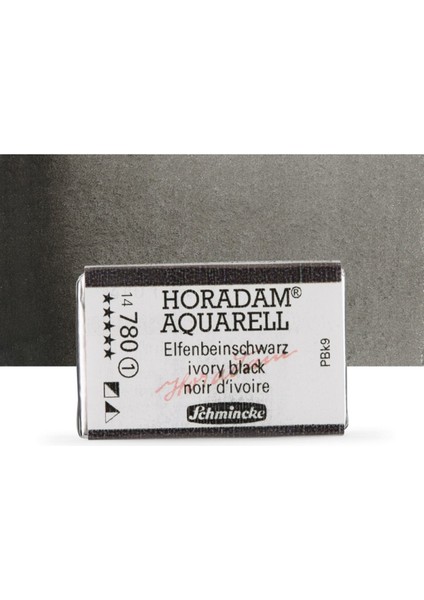 HORADAM®
AQUARELL
Elfenbeinschwarz
ivory black
noir d'ivoire
Schmincke
14 780 1
★★★★★
PBk9